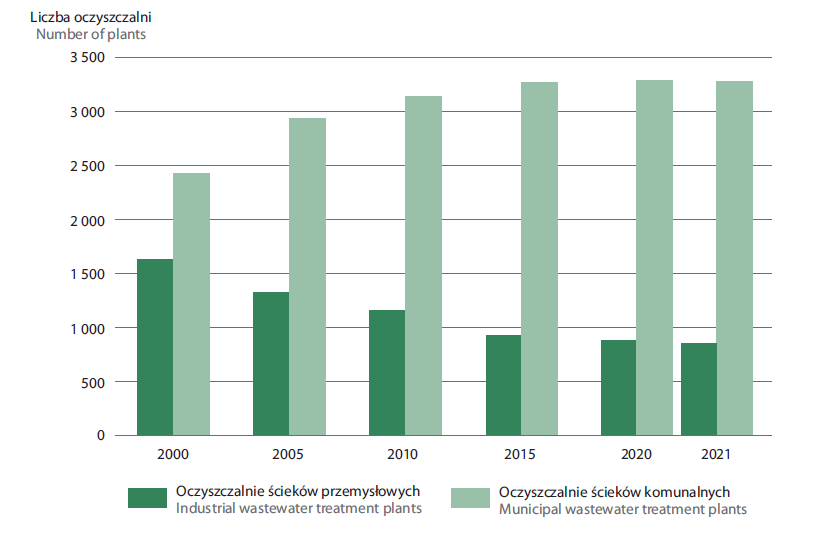 Liczba oczyszczalni
Number of plants
3 500
3 000
2 500
2 000
1 500
1 000
500
0
2000 2005 2010 2015 2020 2021
Oczyszczalnie ścieków przemysłowych
Industrial wastewater treatment plants
Oczyszczalnie ścieków komunalnych
Municipal wastewater treatment plants